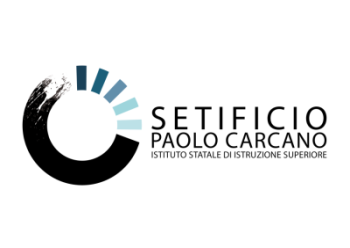 SETIFICIO
PAOLO CARCANO
ISTITUTO STATALE DI ISTRUZIONE SUPERIORE